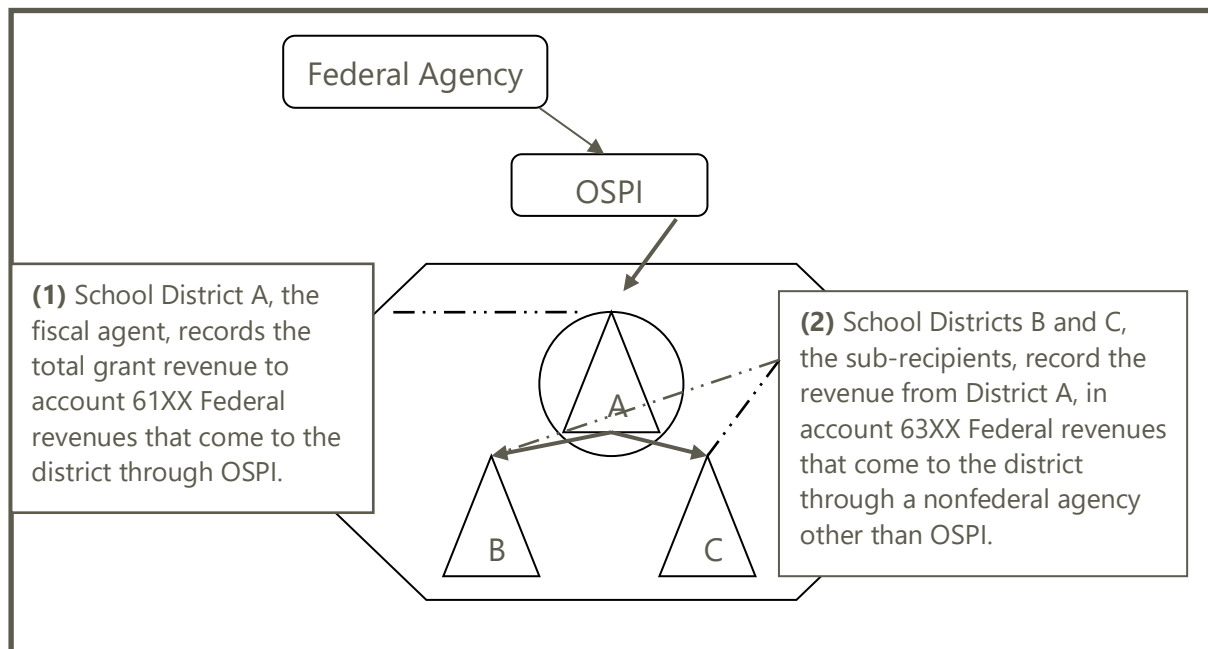 Federal Agency
OSPI
(1) School District A, the
fiscal agent, records the
total grant revenue to
account 61XX Federal
revenues that come to the
district through OSPI.
(2) School Districts B and C,
the sub-recipients, record the
revenue from District A, in
account 63XX Federal revenues
that come to the district
through a nonfederal agency
other than OSPI.
A
B
C